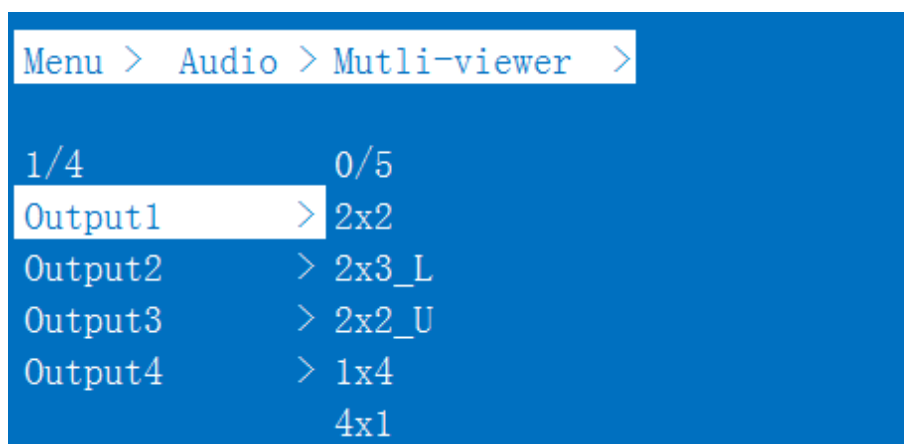 Menu > Audio > Mutli-viewer >
1/4 0/5
Output1 > 2x2
Output2 > 2x3_L
Output3 > 2x2_U
Output4 > 1x4
4x1